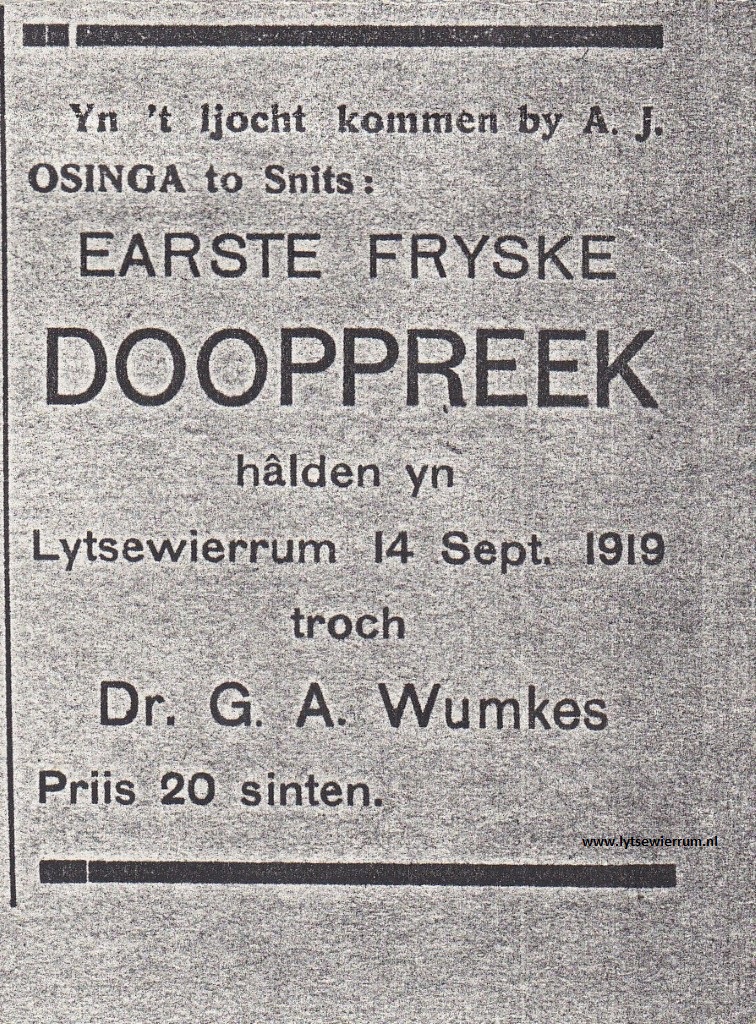 Yn 't ljocht kommen by A. J.
OSINGA to Snits:
EARSTE FRYSKE
DOOPPREEK
hâlden yn
Lytsewierrum 14 Sept. 1919
troch
Dr. G. A. Wumkes
Priis 20 sinten.
www.lytsewierrum.nl